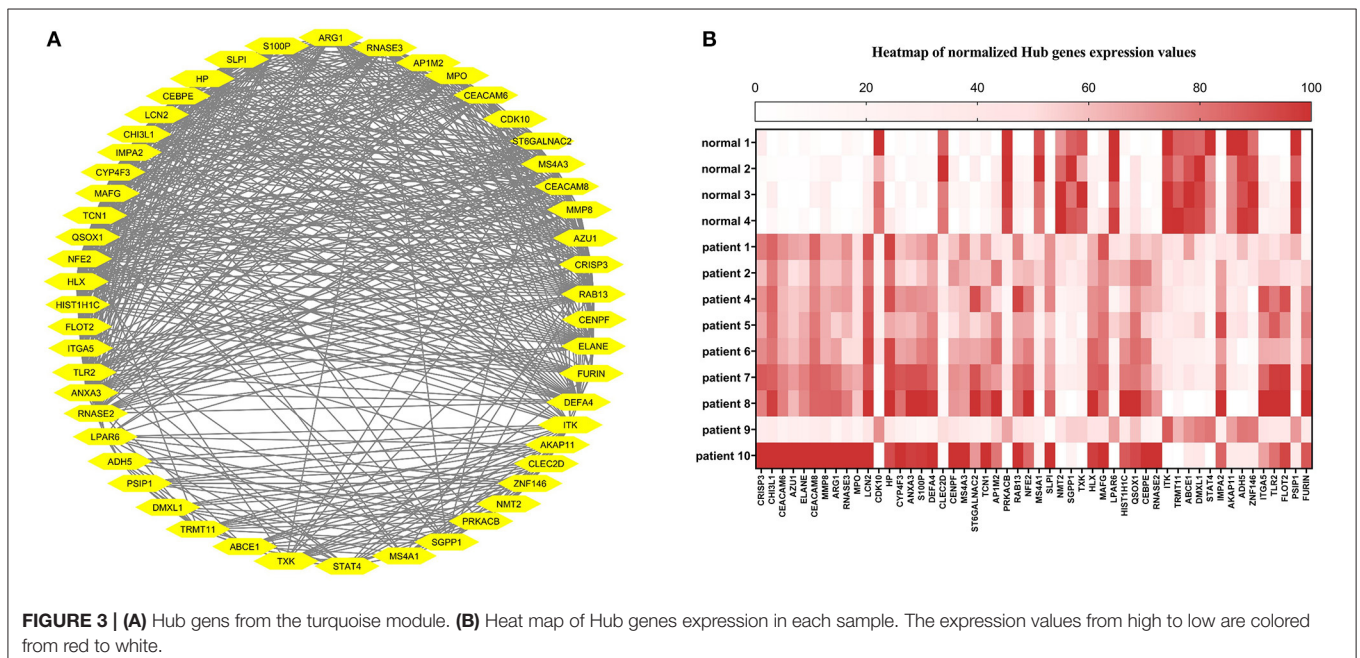 A
ARG1
S100P
RNASE3
SLPI
AP1M2
HP
MPO
CEBPE
CEACAM6
LCN2
CDK10
CHI3L1
ST6GALNAC2
IMPA2
MS4A3
CYP4F3
CEACAM8
MAFG
MMP8
TCN1
AZU1
QSOX1
CRISP3
NFE2
RAB13
HLX
CENPF
HIST1H1C
ELANE
FLOT2
FURIN
ITGA5
DEFA4
TLR2
ITK
ANXA3
AKAP11
RNASE2
CLEC2D
LPAR6
ZNF146
ADH5
NMT2
PSIP1
PRKACB
DMXL1
SGPP1
TRMT11
MS4A1
ABCE1
STAT4
TXK
B
Heatmap of normalized Hub genes expression values
0 20 40 60 80 100
normal 1
normal 2
normal 3
normal 4
patient 1
patient 2
patient 4
patient 5
patient 6
patient 7
patient 8
patient 9
patient 10
CRISP3
CHI3L1
CEACAM6
AZU1
ELANE
CEACAM8
MMP8
ARG1
RNASE3
MPO
LCN2
CDK10
HP
CYP4F3
ANXA3
S100P
DEFA4
CLEC2D
CENPF
MS4A3
ST6GALNAC2
TCN1
AP1M2
PRKACB
RAB13
NFE2
MS4A1
SLPI
NMT2
SGPP1
TXK
HLX
MAFG
LPAR6
HIST1H1C
QSOX1
CEBPE
RNASE2
ITK
TRMT11
ABCE1
DMXL1
STAT4
IMPA2
AKAP11
ADH5
ZNF146
ITGA5
TLR2
FLOT2
PSIP1
FURIN
FIGURE 3 | (A) Hub gens from the turquoise module. (B) Heat map of Hub genes expression in each sample. The expression values from high to low are colored
from red to white.